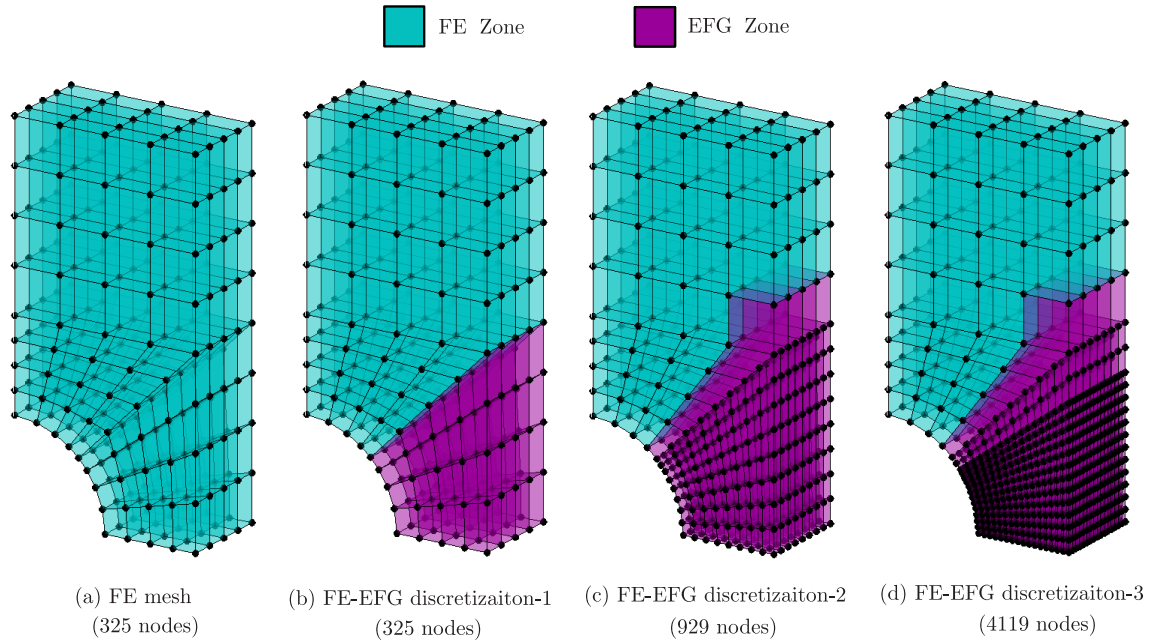 FE Zone
EFG Zone
(a) FE mesh
(325 nodes)
(b) FE-EFG discretizaiton-1
(325 nodes)
(c) FE-EFG discretizaiton-2
(929 nodes)
(d) FE-EFG discretizaiton-3
(4119 nodes)